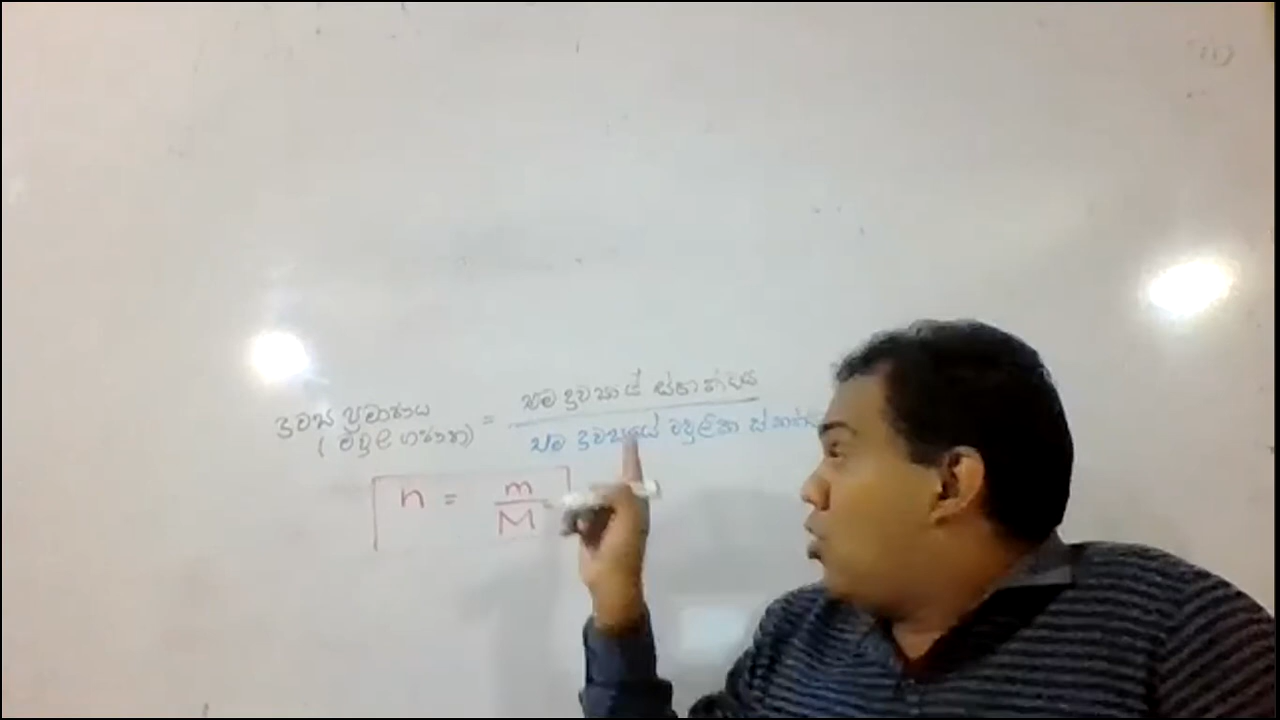 ද්‍රව්‍ය ප්‍රමාණය = එම ද්‍රව්‍යයේ ස්කන්ධය
(මවුල ගණන) එම ද්‍රව්‍යයේ මවුලික
n = m
M